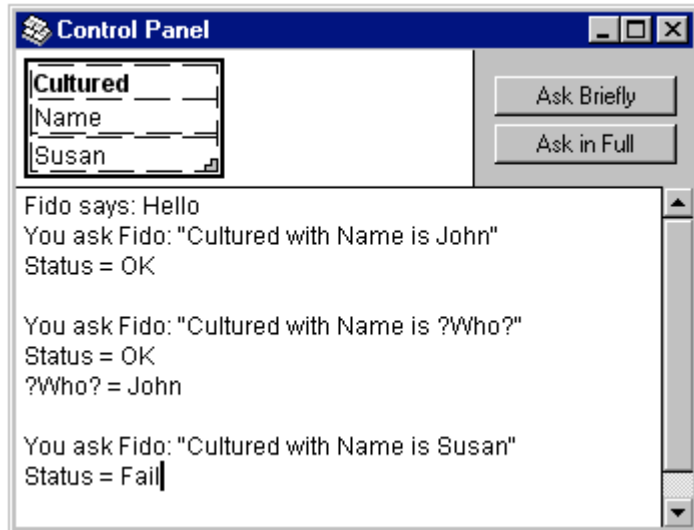 Control Panel
Cultured
Name
Susan
Ask Briefly
Ask in Full
Fido says: Hello
You ask Fido: "Cultured with Name is John"
Status = OK
You ask Fido: "Cultured with Name is ?Who?"
Status = OK
?Who? = John
You ask Fido: "Cultured with Name is Susan"
Status = Fail